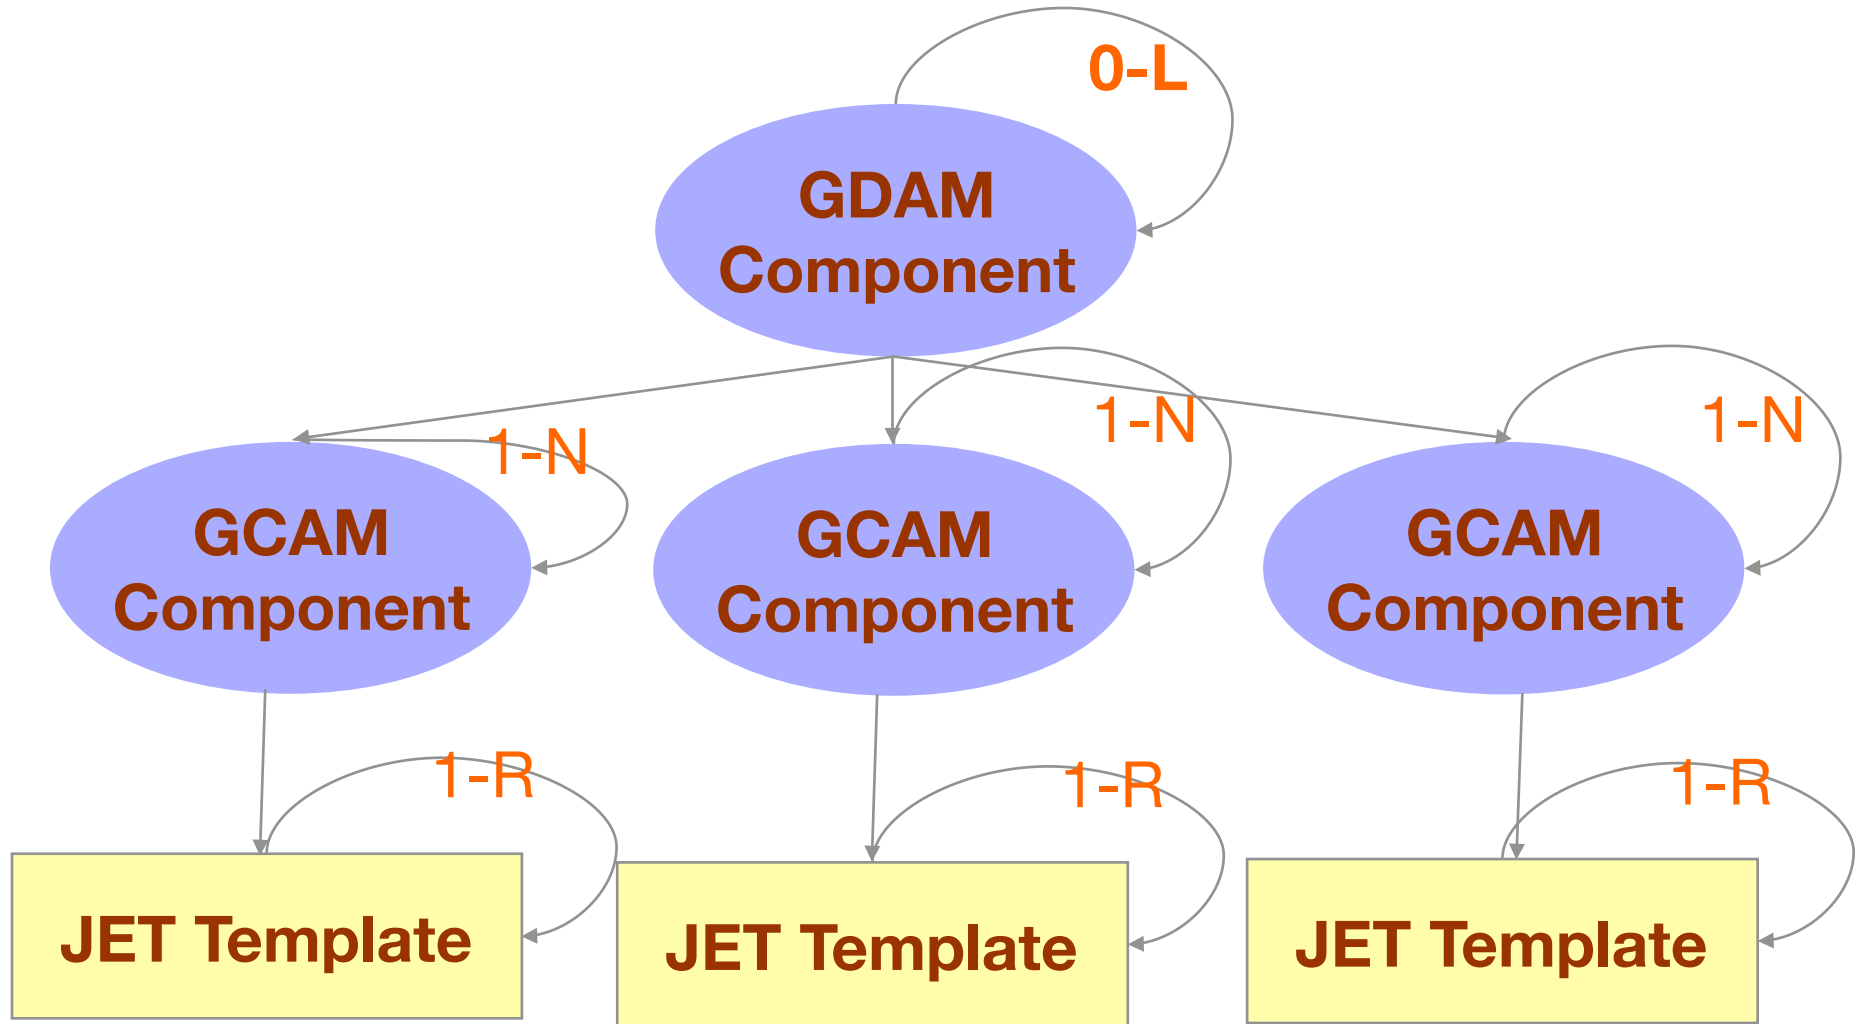 0-L
GDAM
Component
1-N
1-N
1-N
GCAM
Component
GCAM
Component
GCAM
Component
1-R
1-R
1-R
JET Template
JET Template
JET Template